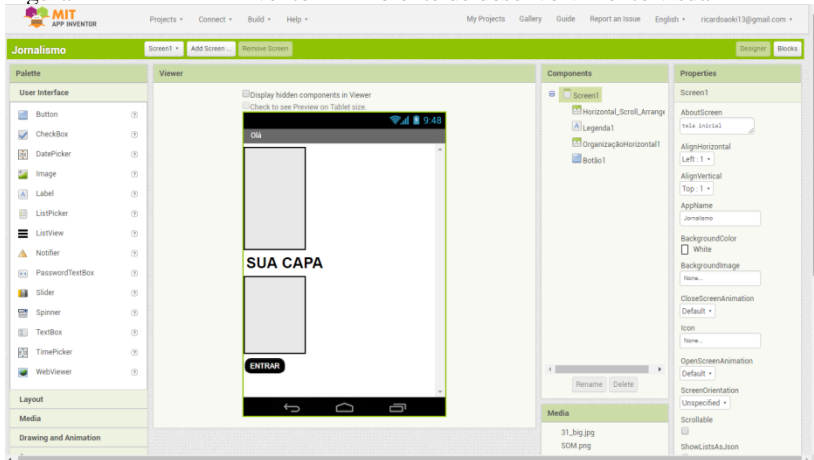 MIT
APP INVENTOR
Projects Connect Build Help
My Projects Gallery Guide Report an Issue English ricardoaoki13@gmail.com
Jornalismo
Screen1 Add Screen ... Remove Screen
Designer Blocks
Palette
User Interface
Button
CheckBox
DatePicker
Image
Label
ListPicker
ListView
Notifier
PasswordTextBox
Slider
Spinner
TextBox
TimePicker
WebViewer
Layout
Media
Drawing and Animation
Viewer
Display hidden components in Viewer
Check to see Preview on Tablet size.
9:48
Olá
SUA CAPA
ENTRAR
Components
Screen1
Horizontal_Scroll_Arrange
Legenda1
OrganizaçãoHorizontal1
Botão1
Rename Delete
Media
31_big.jpg
SOM.png
Properties
Screen1
AboutScreen
tela inicial
AlignHorizontal
Left : 1
AlignVertical
Top : 1
AppName
Jornalismo
BackgroundColor
White
BackgroundImage
None...
CloseScreenAnimation
Default
Icon
None...
OpenScreenAnimation
Default
ScreenOrientation
Unspecified
Scrollable
ShowListsAsJson